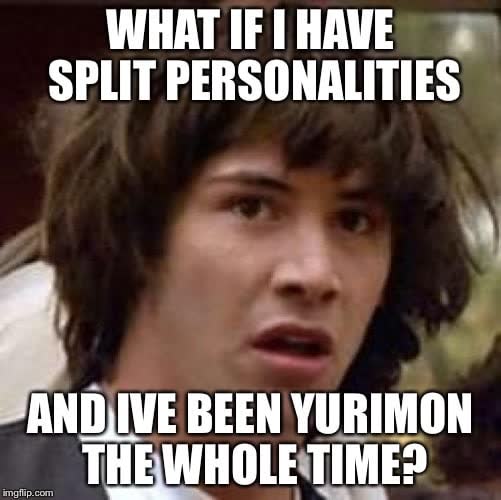 WHAT IF I HAVE
SPLIT PERSONALITIES
AND IVE BEEN YURIMON
THE WHOLE TIME?
imgflip.com